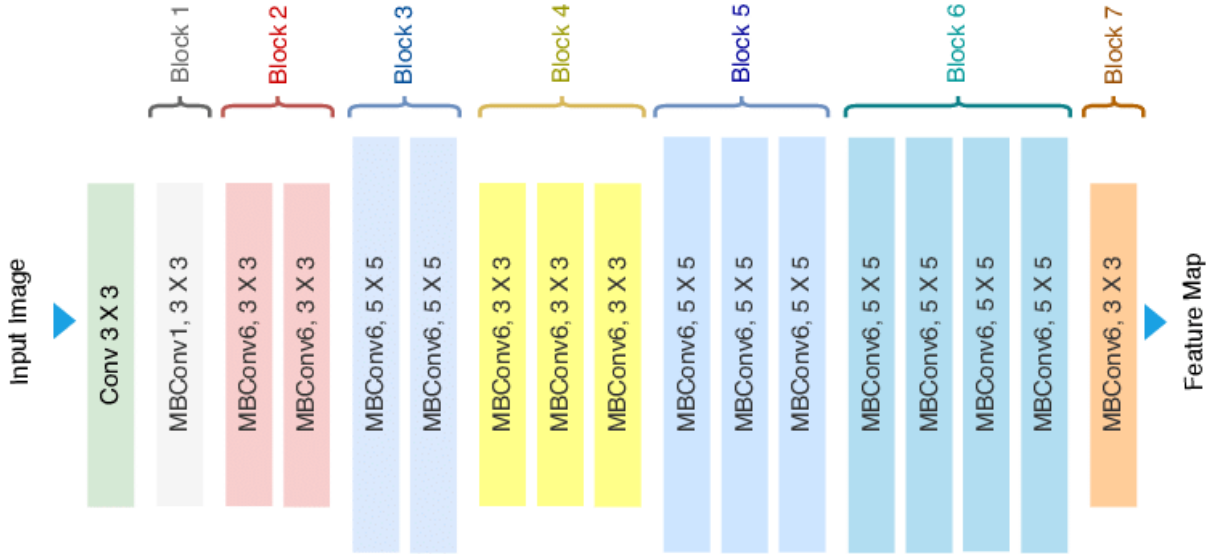 Input Image
Conv 3 X 3
Block 1
MBConv1, 3 X 3
Block 2
MBConv6, 3 X 3
MBConv6, 3 X 3
Block 3
MBConv6, 5 X 5
MBConv6, 5 X 5
Block 4
MBConv6, 3 X 3
MBConv6, 3 X 3
MBConv6, 3 X 3
Block 5
MBConv6, 5 X 5
MBConv6, 5 X 5
MBConv6, 5 X 5
Block 6
MBConv6, 5 X 5
MBConv6, 5 X 5
MBConv6, 5 X 5
MBConv6, 5 X 5
Block 7
MBConv6, 3 X 3
Feature Map